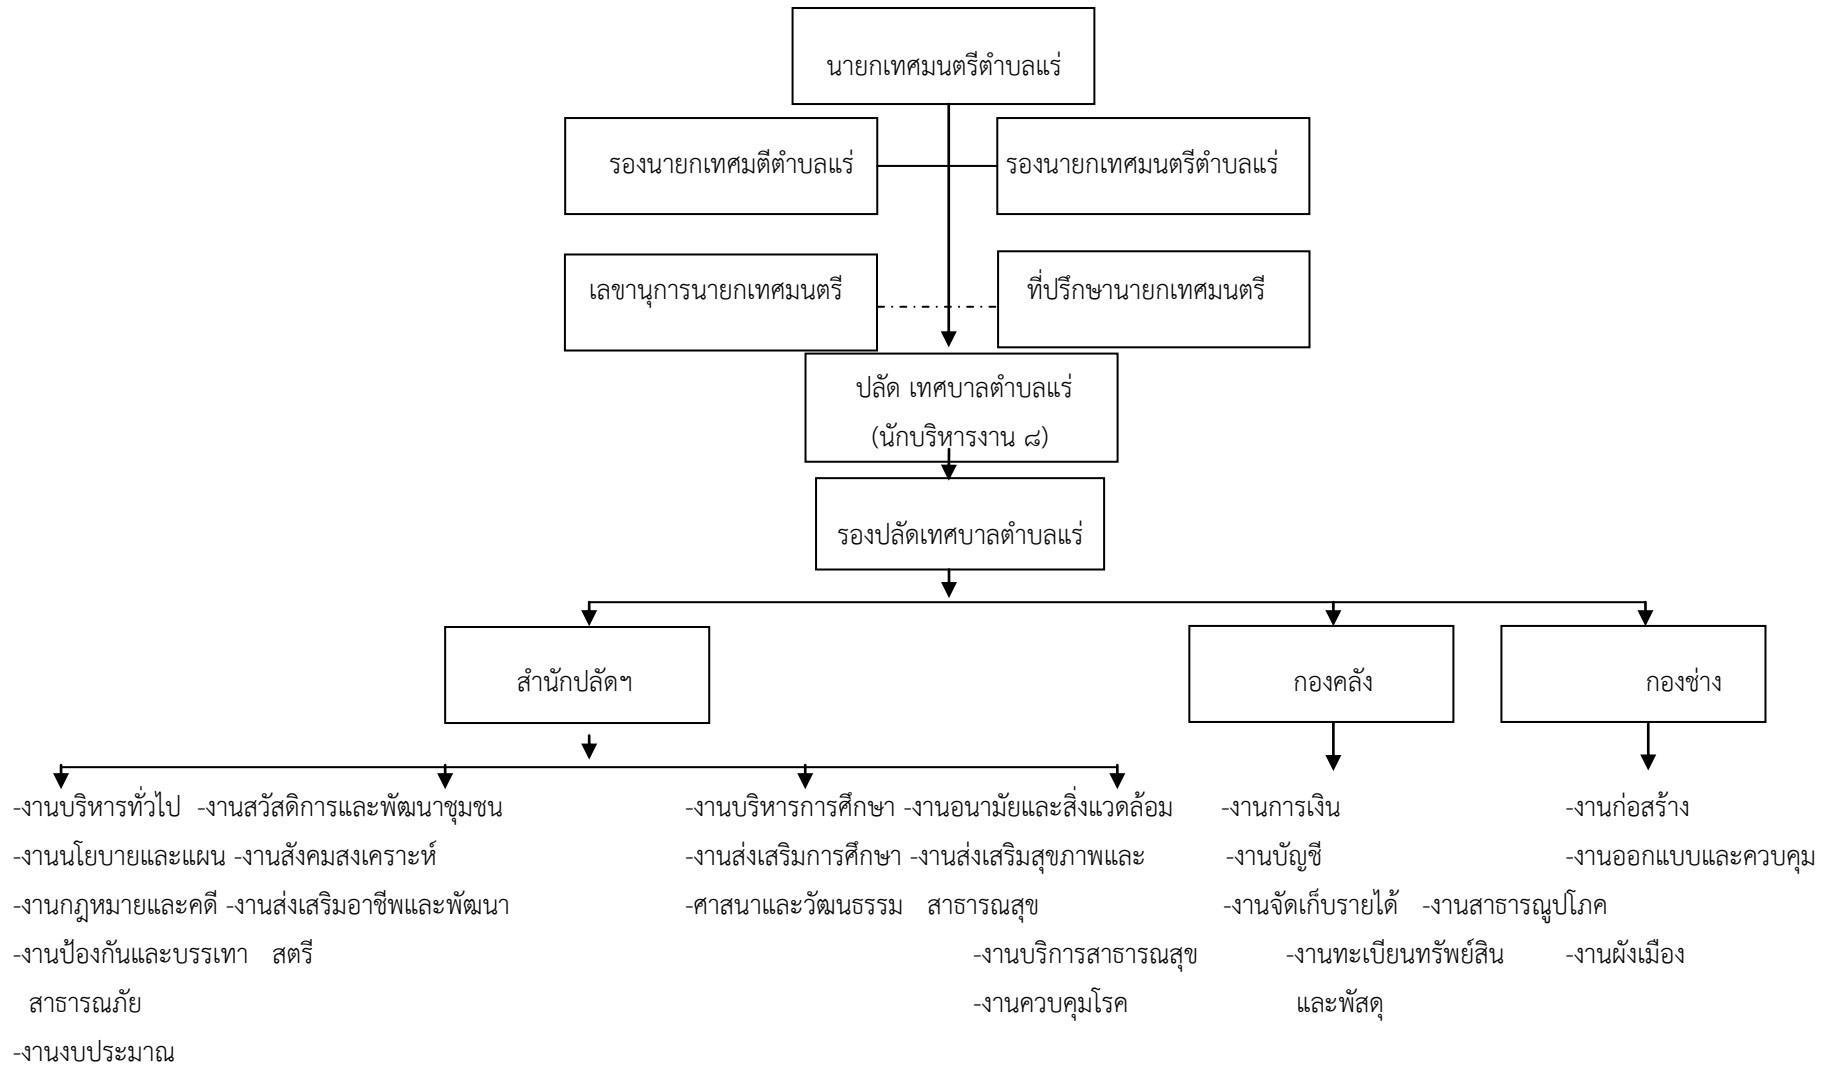 นายกเทศมนตรีตำบลแร่
รองนายกเทศมตีตำบลแร่
รองนายกเทศมนตรีตำบลแร่
เลขานุการนายกเทศมนตรี
ที่ปรึกษานายกเทศมนตรี
ปลัด เทศบาลตำบลแร่
(นักบริหารงาน ๘)
รองปลัดเทศบาลตำบลแร่
สำนักปลัดฯ
กองคลัง
กองช่าง
-งานบริหารทั่วไป -งานสวัสดิการและพัฒนาชุมชน -งานบริหารการศึกษา -งานอนามัยและสิ่งแวดล้อม -งานการเงิน -งานก่อสร้าง
-งานนโยบายและแผน -งานสังคมสงเคราะห์ -งานส่งเสริมการศึกษา -งานส่งเสริมสุขภาพและ -งานบัญชี -งานออกแบบและควบคุม
-งานกฎหมายและคดี -งานส่งเสริมอาชีพและพัฒนา -ศาสนาและวัฒนธรรม สาธารณสุข -งานจัดเก็บรายได้ -งานสาธารณูปโภค
-งานป้องกันและบรรเทา สตรี -งานบริการสาธารณสุข -งานทะเบียนทรัพย์สิน -งานผังเมือง
สาธารณภัย -งานควบคุมโรค และพัสดุ
-งานงบประมาณ